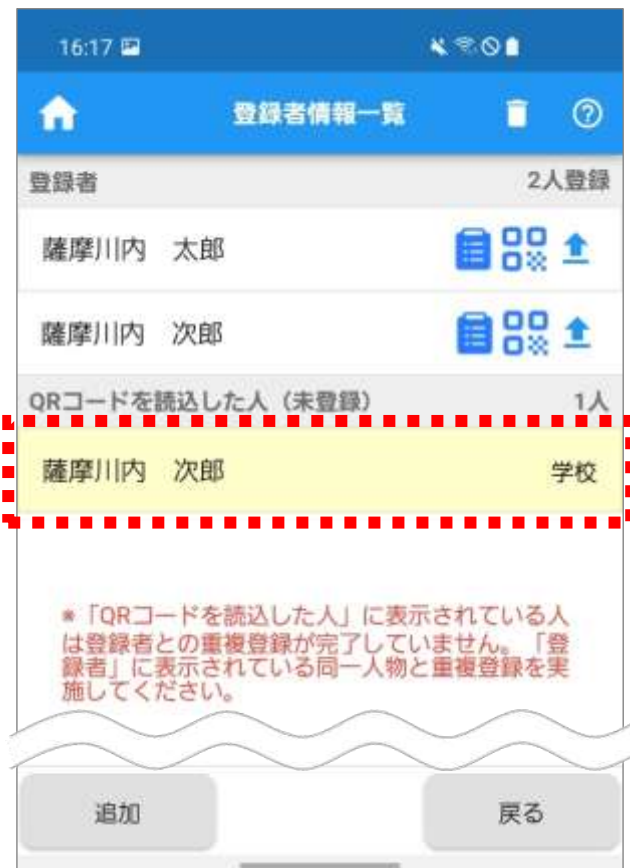 16:17
登録者情報一覧
登録者 2人登録
薩摩川内 太郎
薩摩川内 次郎
QRコードを読込した人（未登録） 1人
薩摩川内 次郎 学校
*「QRコードを読込した人」に表示されている人
は登録者との重複登録が完了していません。「登
録者」に表示されている同一人物と重複登録を実
施してください。
追加 戻る